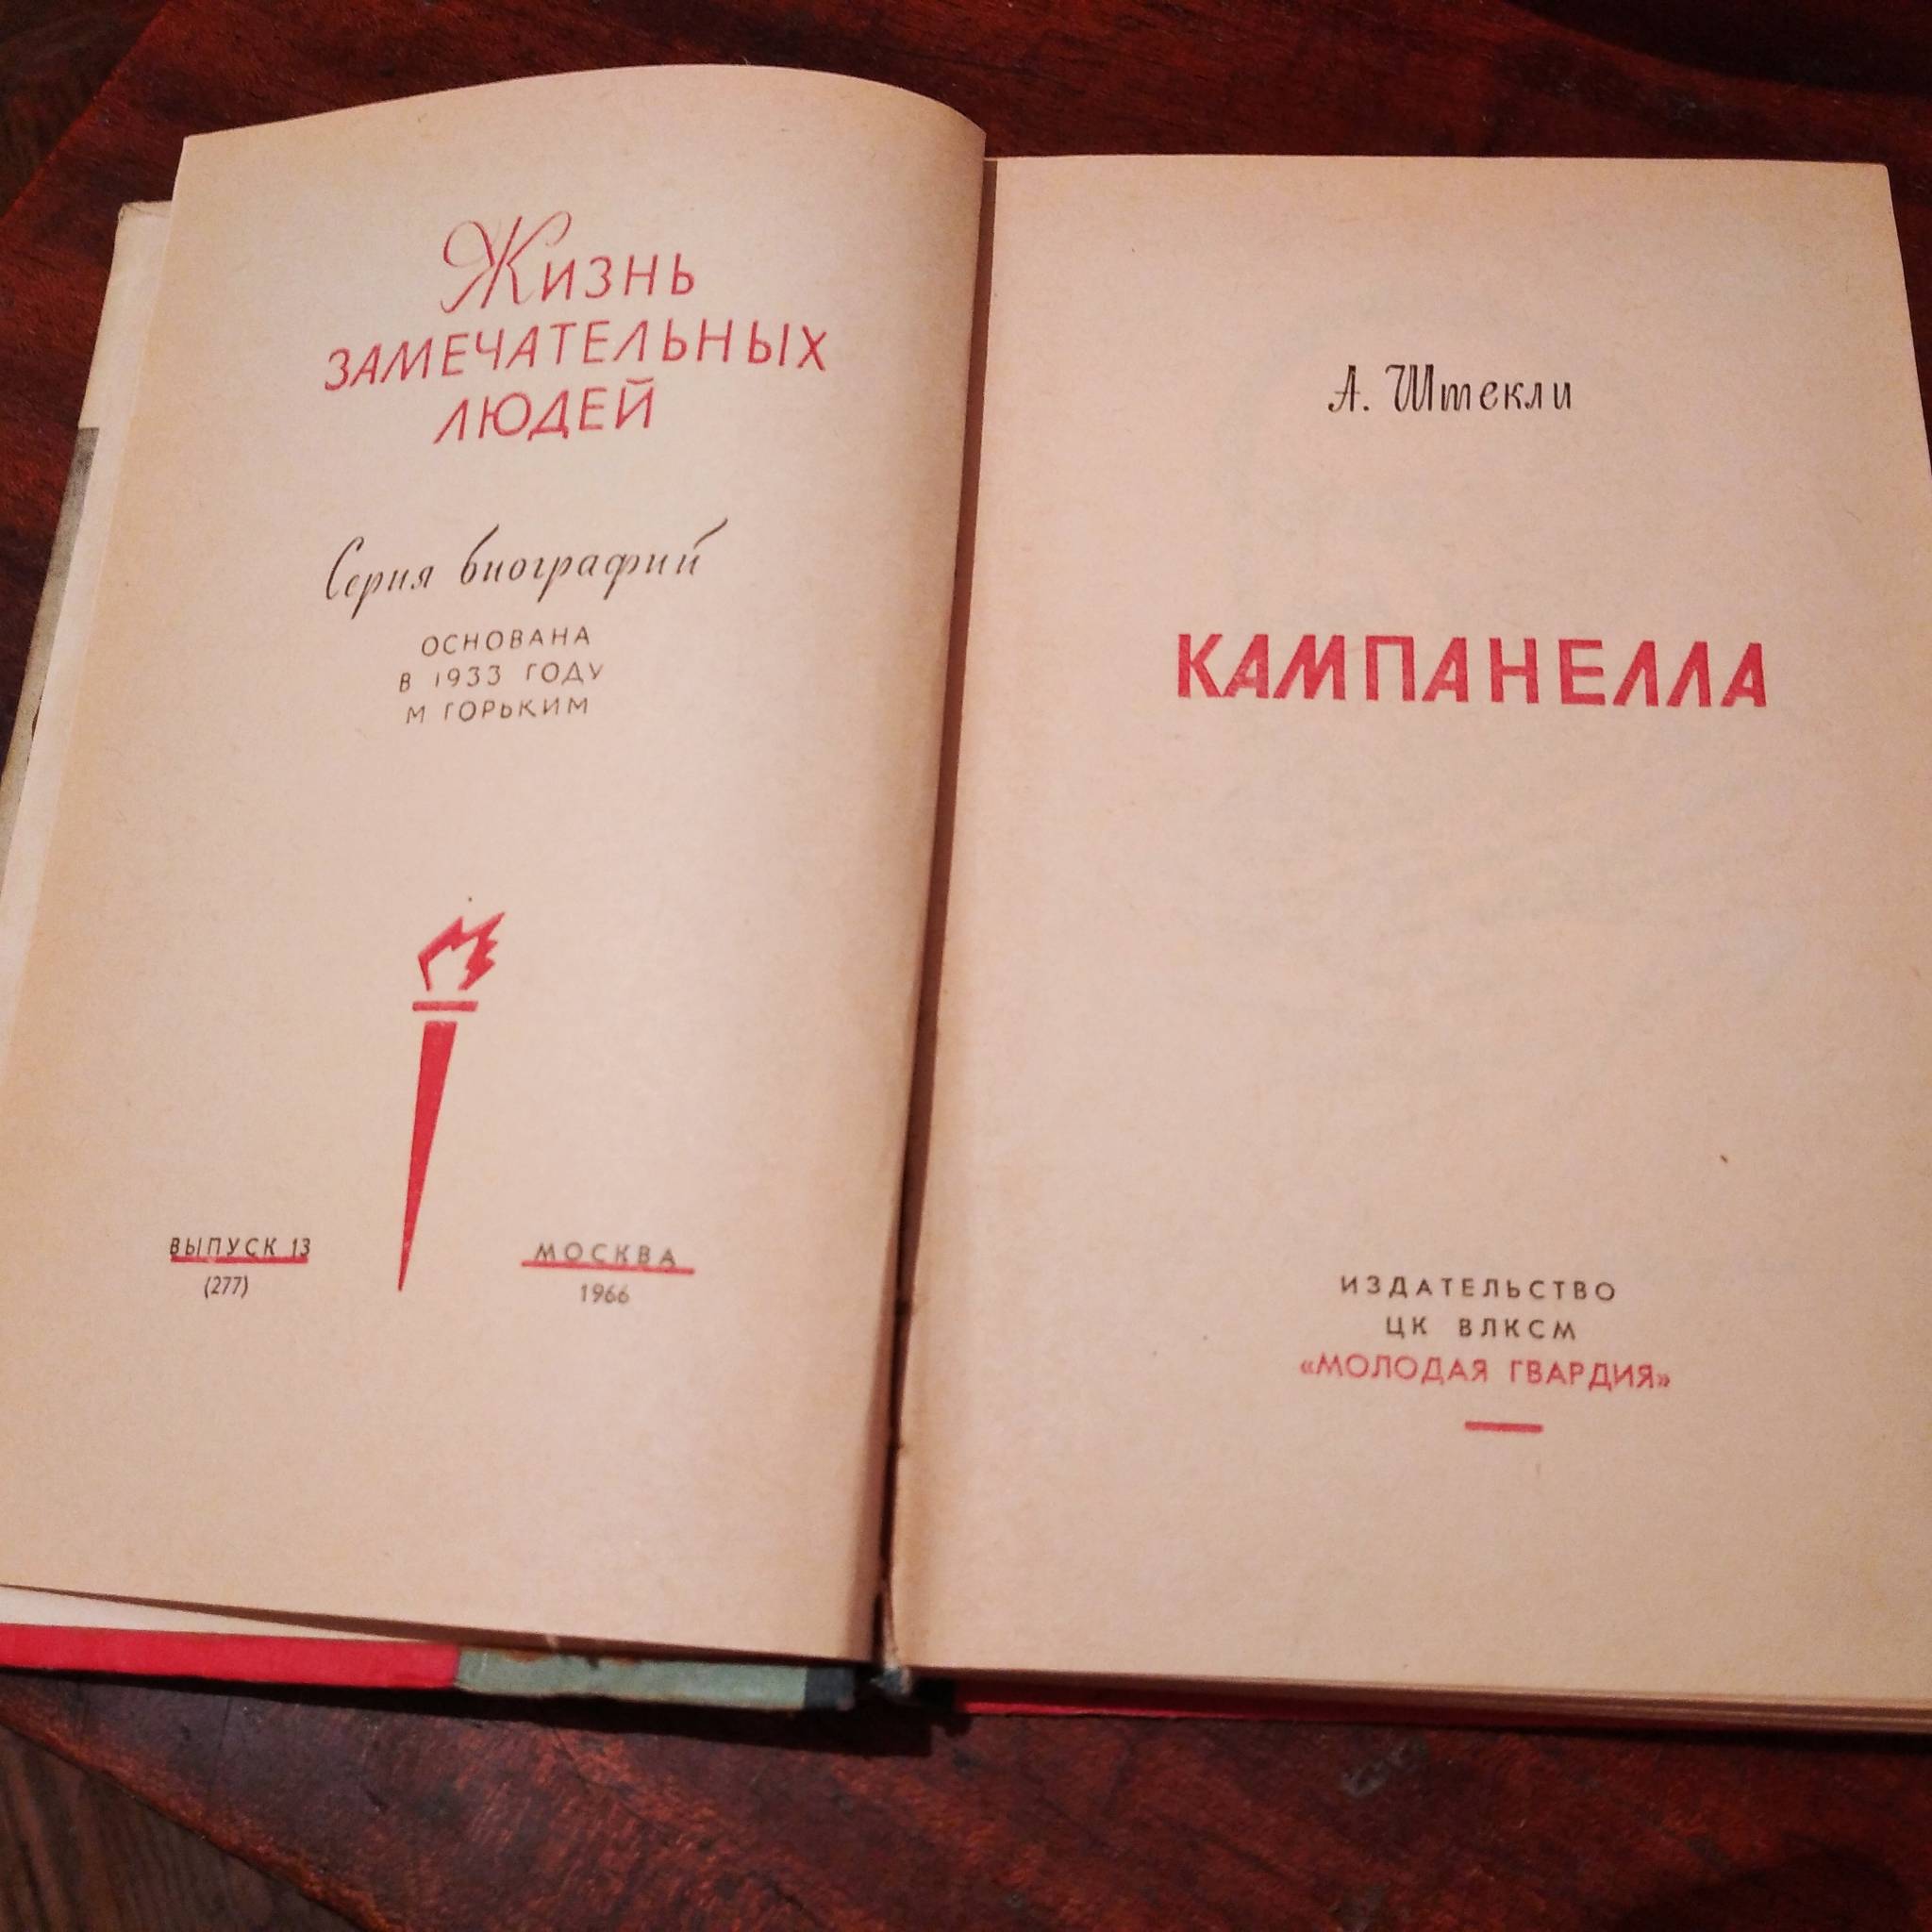 Жизнь
ЗАМЕЧАТЕЛЬНЫХ
ЛЮДЕЙ
Серия биографий
ОСНОВАНА
В 1933 ГОДУ
М ГОРЬКИМ
ВЫПУСК 13
(277)
МОСКВА
1966
А. Штекли
КАМПАНЕЛЛА
ИЗДАТЕЛЬСТВО
ЦК ВЛКСМ
«МОЛОДАЯ ГВАРДИЯ»